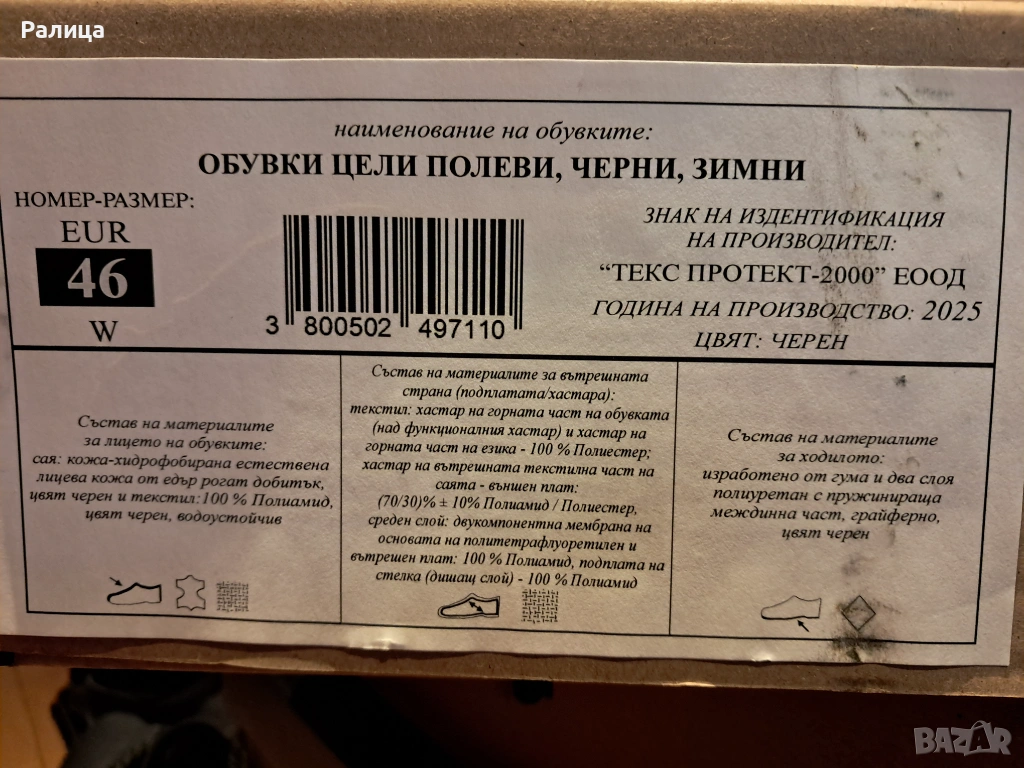 Ралица
наименование на обувките:
ОБУВКИ ЦЕЛИ ПОЛЕВИ, ЧЕРНИ, ЗИМНИ
НОМЕР-РАЗМЕР:
EUR
46
W
3 800502 497110
ЗНАК НА ИЗДЕНТИФИКАЦИЯ
НА ПРОИЗВОДИТЕЛ:
“ТЕКС ПРОТЕКТ-2000” ЕООД
ГОДИНА НА ПРОИЗВОДСТВО: 2025
ЦВЯТ: ЧЕРЕН
Състав на материалите
за лицето на обувките:
сая: кожа-хидрофобирана естествена
лицева кожа от едър рогат добитък,
цвят черен и текстил:100 % Полиамид,
цвят черен, водоустойчив
Състав на материалите за вътрешната
страна (подплатата/хастара):
текстил: хастар на горната част на обувката
(над функционалния хастар) и хастар на
горната част на езика - 100 % Полиестер;
хастар на вътрешната текстилна част на
саята - външен плат:
(70/30)% ± 10% Полиамид / Полиестер,
среден слой: двукомпонентна мембрана на
основата на политетрафлуоретилен и
вътрешен плат: 100 % Полиамид, подплата на
стелка (дишащ слой) - 100 % Полиамид
Състав на материалите
за ходилото:
изработено от гума и два слоя
полиуретан с пружинираща
междинна част, грайферно,
цвят черен
BAZAR